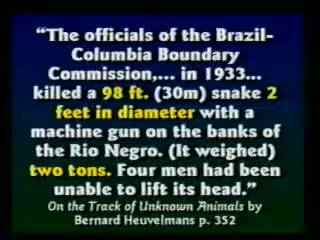 “The officials of the Brazil-
Columbia Boundary
Commission,... in 1933...
killed a 98 ft. (30m) snake 2
feet in diameter with a
machine gun on the banks of
the Rio Negro. (It weighed)
two tons. Four men had been
unable to lift its head.”
On the Track of Unknown Animals by
Bernard Heuvelmans p. 352